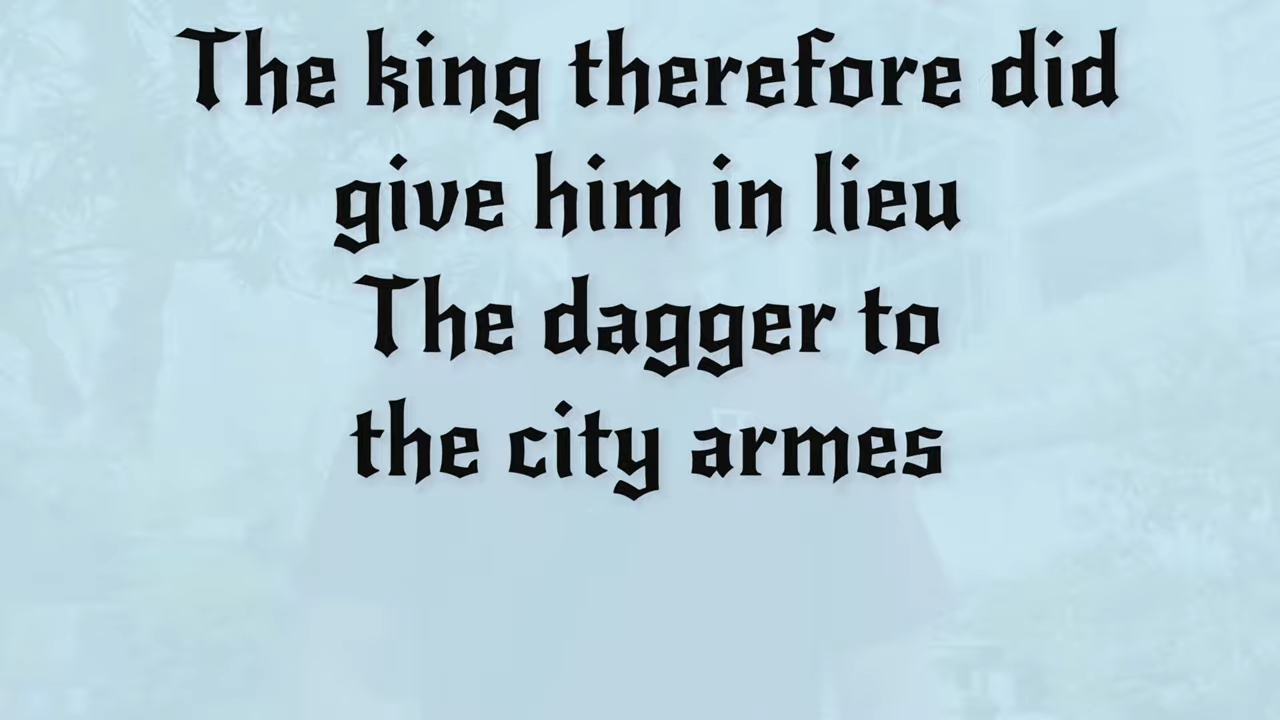 The king therefore did
give him in lieu
The dagger to
the city armes